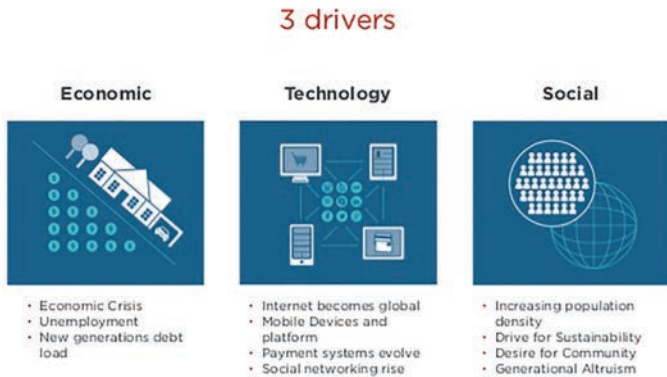 3 drivers
Economic
Technology
Social
• Economic Crisis
• Unemployment
• New generations debt
load
• Internet becomes global
• Mobile Devices and
platform
• Payment systems evolve
• Social networking rise
• Increasing population
density
• Drive for Sustainability
• Desire for Community
• Generational Altruism